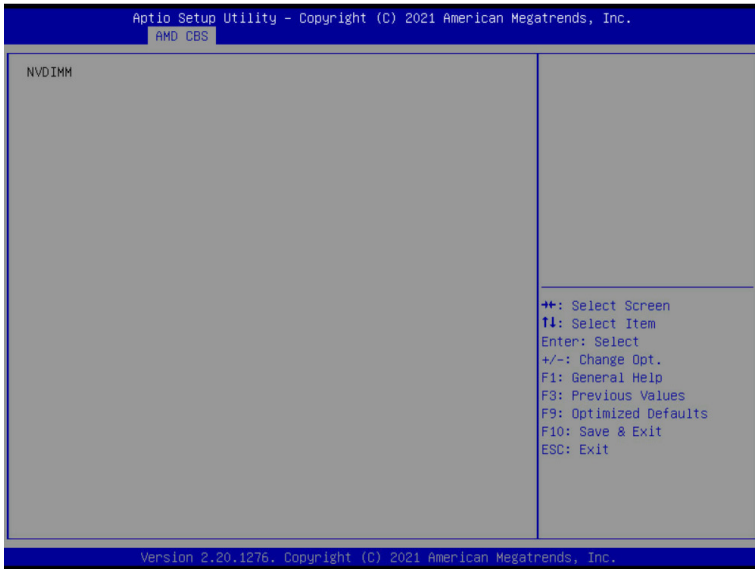 Aptio Setup Utility – Copyright (C) 2021 American Megatrends, Inc.
AMD CBS
NVDIMM
→←: Select Screen
↑↓: Select Item
Enter: Select
+/-: Change Opt.
F1: General Help
F3: Previous Values
F9: Optimized Defaults
F10: Save & Exit
ESC: Exit
Version 2.20.1276. Copyright (C) 2021 American Megatrends, Inc.